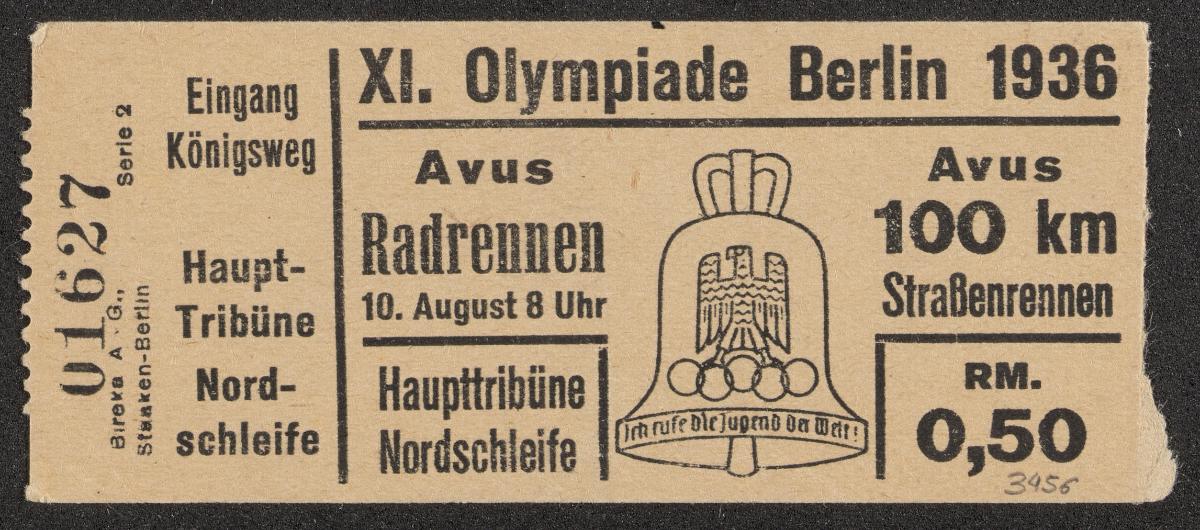 01627
Serie 2
Bireka A.G.,
Staaken-Berlin
Eingang
Königsweg
Haupt-
Tribüne
Nord-
schleife
XI. Olympiade Berlin 1936
Avus
Radrennen
10. August 8 Uhr
Haupttribüne
Nordschleife
Ich rufe die Jugend der Welt!
Avus
100 km
Straßenrennen
RM.
0,50
3956